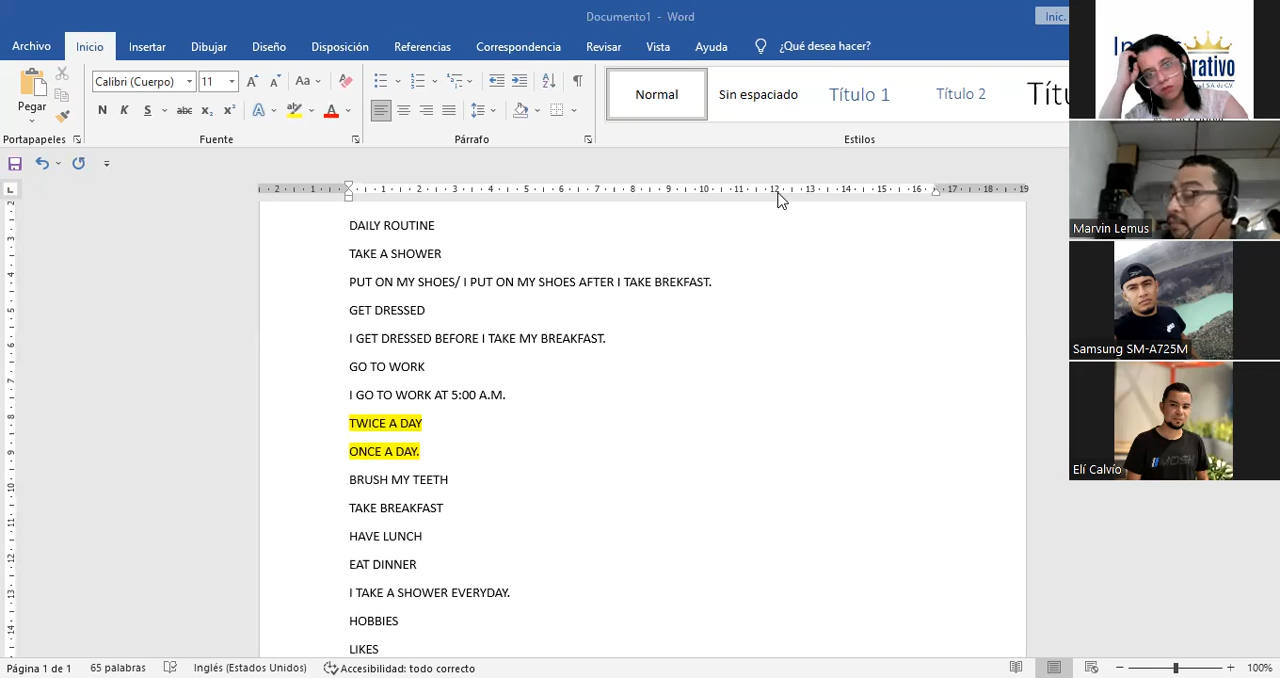 Documento1 - Word
Inic.
Archivo Inicio Insertar Dibujar Diseño Disposición Referencias Correspondencia Revisar Vista Ayuda ¿Qué desea hacer?
Pegar
Calibri (Cuerpo) 11
Normal Sin espaciado Título 1 Título 2
Portapapeles Fuente Párrafo Estilos
DAILY ROUTINE
TAKE A SHOWER
PUT ON MY SHOES/ I PUT ON MY SHOES AFTER I TAKE BREKFAST.
GET DRESSED
I GET DRESSED BEFORE I TAKE MY BREAKFAST.
GO TO WORK
I GO TO WORK AT 5:00 A.M.
TWICE A DAY
ONCE A DAY.
BRUSH MY TEETH
TAKE BREAKFAST
HAVE LUNCH
EAT DINNER
I TAKE A SHOWER EVERYDAY.
HOBBIES
LIKES
Página 1 de 1 65 palabras Inglés (Estados Unidos) Accesibilidad: todo correcto 100%
Marvin Lemus
Samsung SM-A725M
Elí Calvío